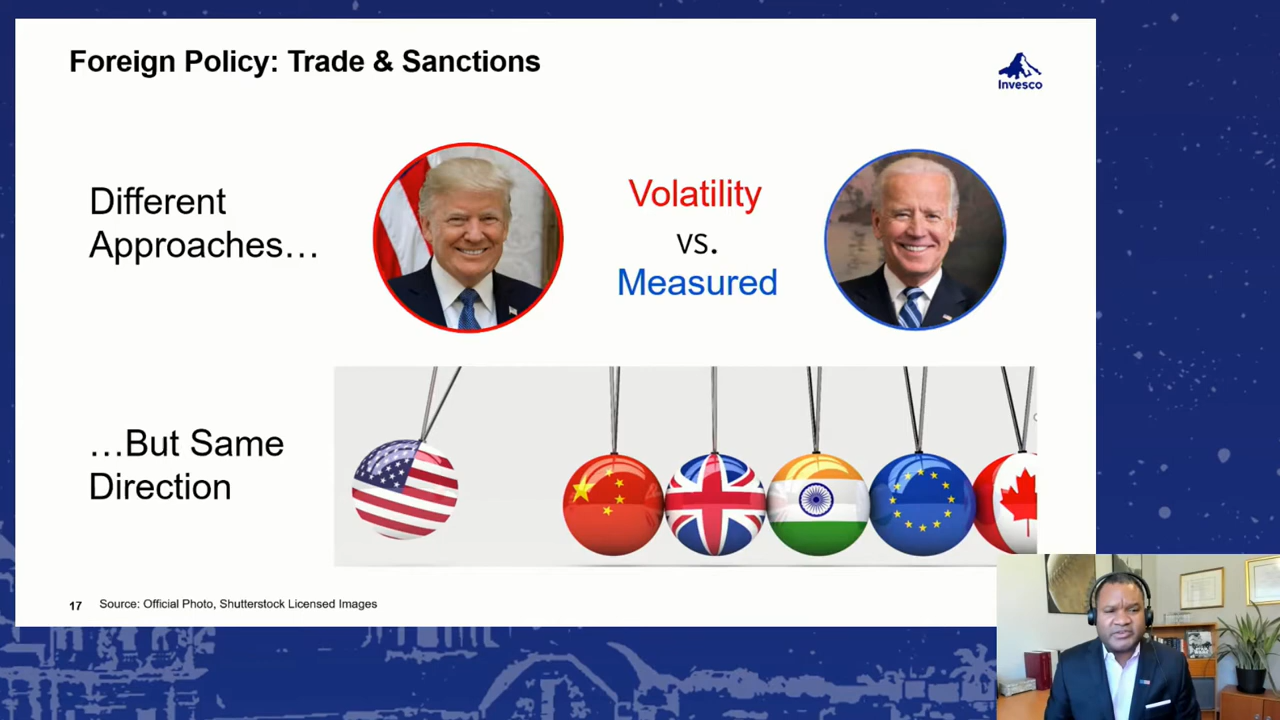 Foreign Policy: Trade & Sanctions
Invesco
Different
Approaches…
Volatility
vs.
Measured
…But Same
Direction
17 Source: Official Photo, Shutterstock Licensed Images